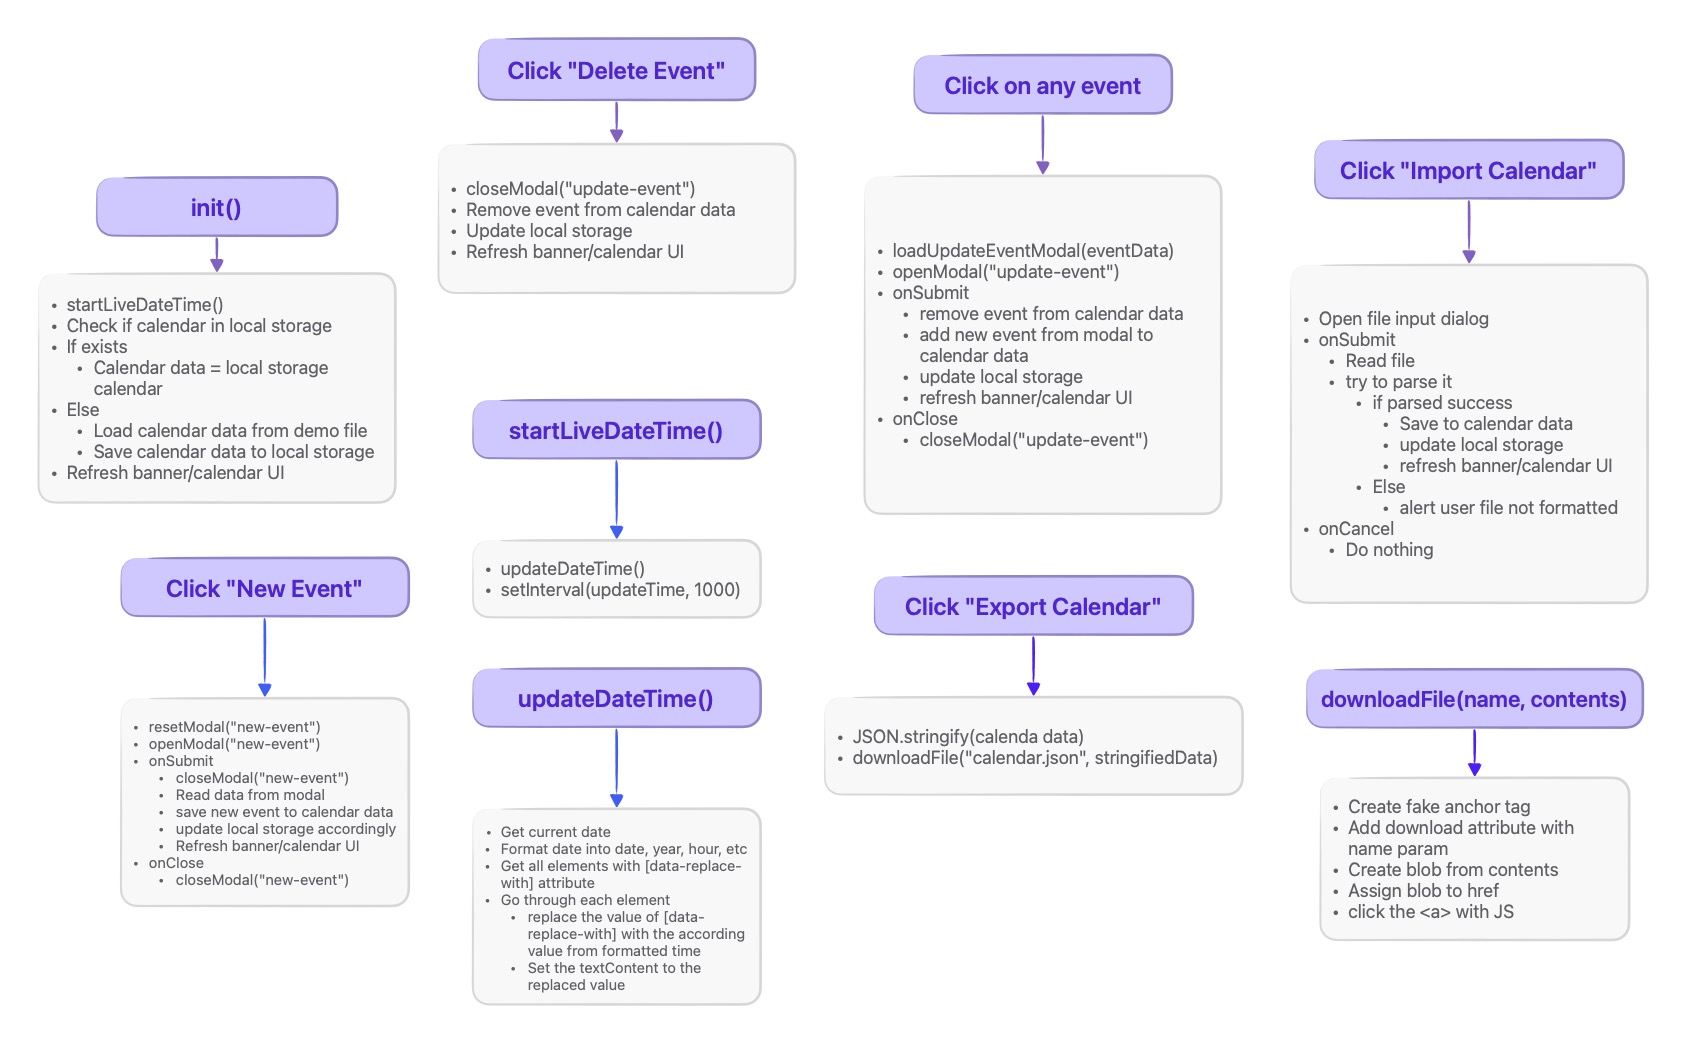 Click "Delete Event"
• closeModal("update-event")
• Remove event from calendar data
• Update local storage
• Refresh banner/calendar UI
Click on any event
• loadUpdateEventModal(eventData)
• openModal("update-event")
• onSubmit
• remove event from calendar data
• add new event from modal to
calendar data
• update local storage
• refresh banner/calendar UI
• onClose
• closeModal("update-event")
Click "Import Calendar"
• Open file input dialog
• onSubmit
• Read file
• try to parse it
• if parsed success
• Save to calendar data
• update local storage
• refresh banner/calendar UI
• Else
• alert user file not formatted
• onCancel
• Do nothing
init()
• startLiveDateTime()
• Check if calendar in local storage
• If exists
• Calendar data = local storage
calendar
• Else
• Load calendar data from demo file
• Save calendar data to local storage
• Refresh banner/calendar UI
startLiveDateTime()
• updateDateTime()
• setInterval(updateTime, 1000)
Click "New Event"
• resetModal("new-event")
• openModal("new-event")
• onSubmit
• closeModal("new-event")
• Read data from modal
• save new event to calendar data
• update local storage accordingly
• Refresh banner/calendar UI
• onClose
• closeModal("new-event")
updateDateTime()
• Get current date
• Format date into date, year, hour, etc
• Get all elements with [data-replace-
with] attribute
• Go through each element
• replace the value of [data-
replace-with] with the according
value from formatted time
• Set the textContent to the
replaced value
Click "Export Calendar"
• JSON.stringify(calenda data)
• downloadFile("calendar.json", stringifiedData)
downloadFile(name, contents)
• Create fake anchor tag
• Add download attribute with
name param
• Create blob from contents
• Assign blob to href
• click the <a> with JS